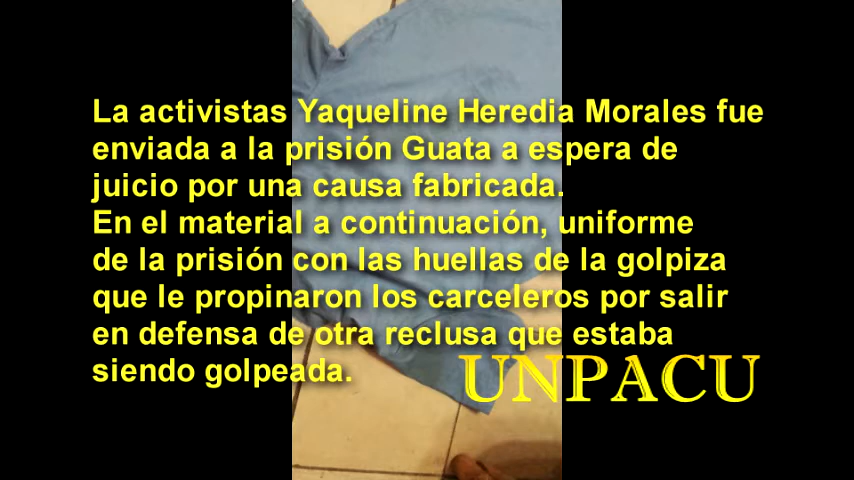 La activistas Yaqueline Heredia Morales fue
enviada a la prisión Guata a espera de
juicio por una causa fabricada.
En el material a continuación, uniforme
de la prisión con las huellas de la golpiza
que le propinaron los carceleros por salir
en defensa de otra reclusa que estaba
siendo golpeada.
UNPACU